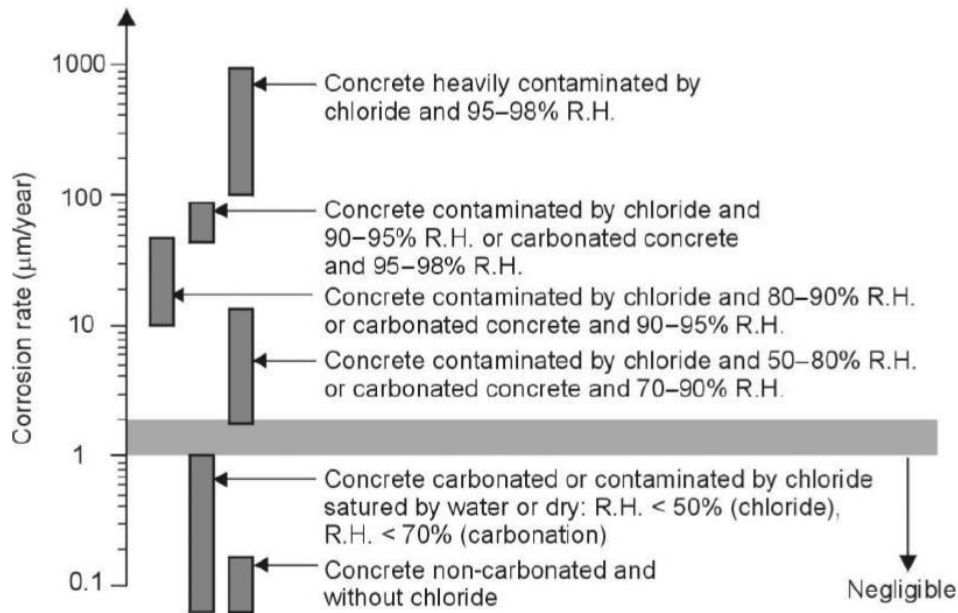 1000
Concrete heavily contaminated by
chloride and 95–98% R.H.
100
Concrete contaminated by chloride and
90–95% R.H. or carbonated concrete
and 95–98% R.H.
Concrete contaminated by chloride and 80–90% R.H.
or carbonated concrete and 90–95% R.H.
10
Concrete contaminated by chloride and 50–80% R.H.
or carbonated concrete and 70–90% R.H.
1
Concrete carbonated or contaminated by chloride
satured by water or dry: R.H. < 50% (chloride),
R.H. < 70% (carbonation)
Concrete non-carbonated and
without chloride
0.1
Negligible
Corrosion rate (μm/year)